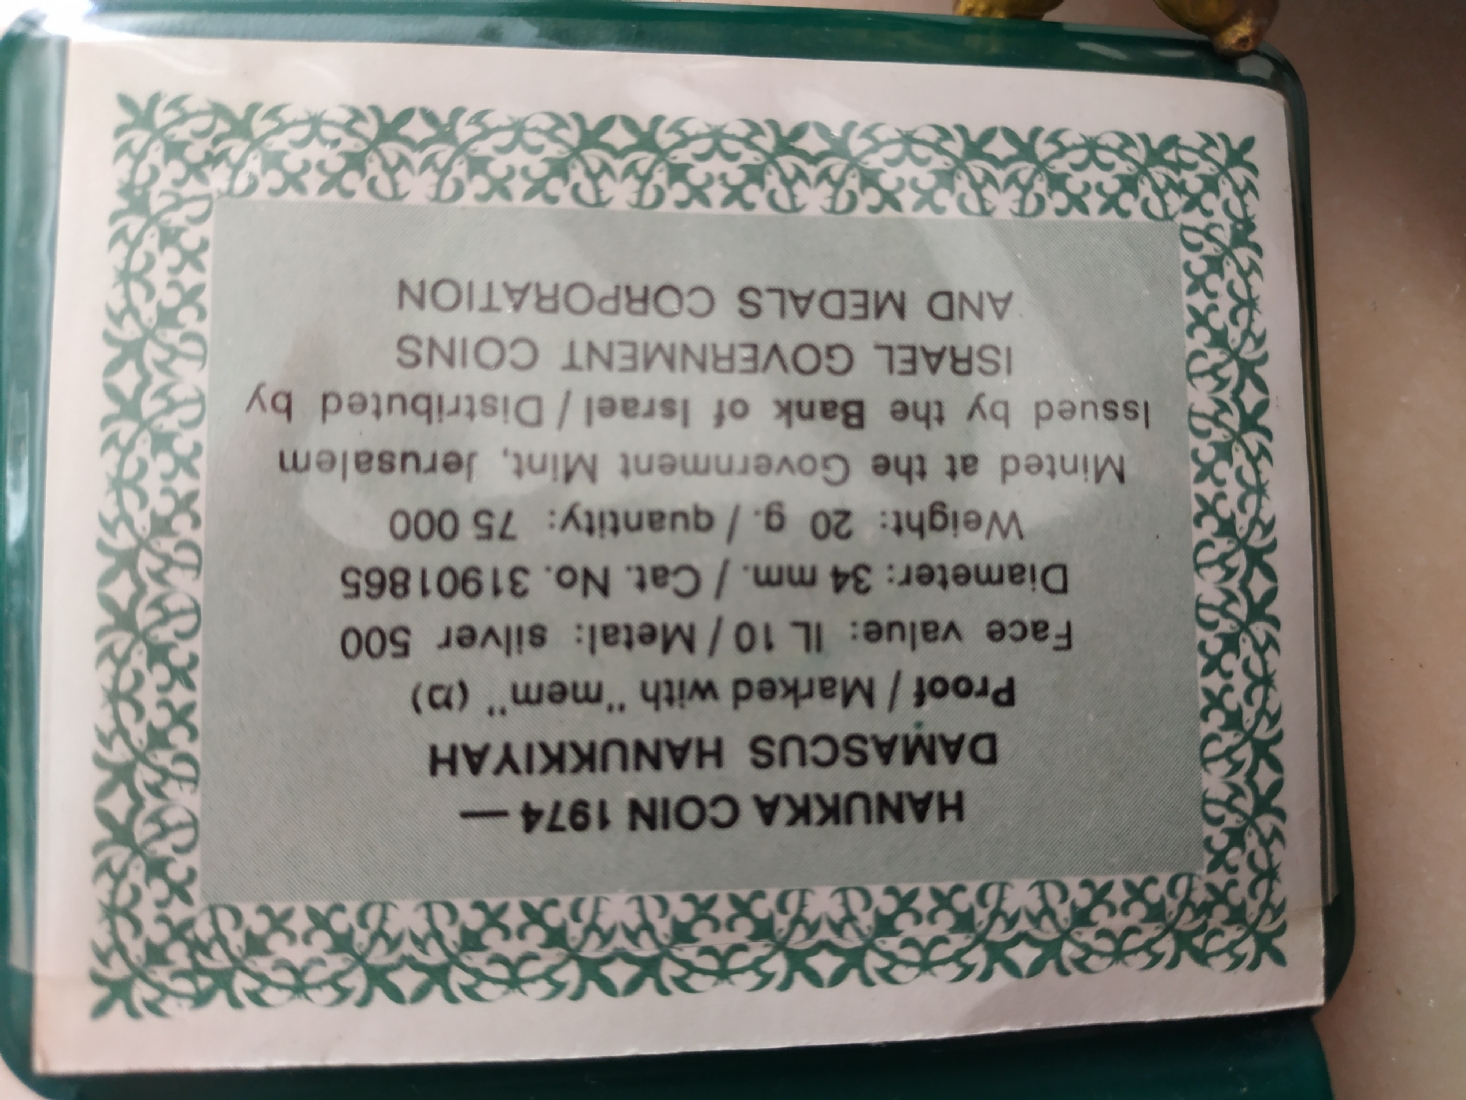 HANUKKA COIN 1974 —
DAMASCUS HANUKKIYAH
Proof / Marked with "mem" (מ)
Face value: IL 10 / Metal: silver 500
Diameter: 34 mm. / Cat. No. 31901865
Weight: 20 g. / quantity: 75 000
Minted at the Government Mint, Jerusalem
Issued by the Bank of Israel / Distributed by
ISRAEL GOVERNMENT COINS
AND MEDALS CORPORATION